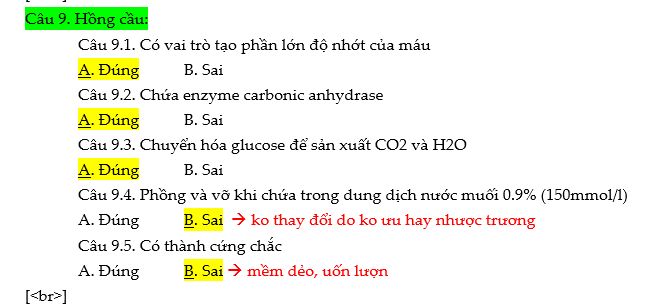 Câu 9. Hồng cầu:
Câu 9.1. Có vai trò tạo phần lớn độ nhớt của máu
A. Đúng B. Sai
Câu 9.2. Chứa enzyme carbonic anhydrase
A. Đúng B. Sai
Câu 9.3. Chuyển hóa glucose để sản xuất CO2 và H2O
A. Đúng B. Sai
Câu 9.4. Phồng và vỡ khi chứa trong dung dịch nước muối 0.9% (150mmol/l)
A. Đúng B. Sai → ko thay đổi do ko ưu hay nhược trương
Câu 9.5. Có thành cứng chắc
A. Đúng B. Sai → mềm dẻo, uốn lượn
[<br>]